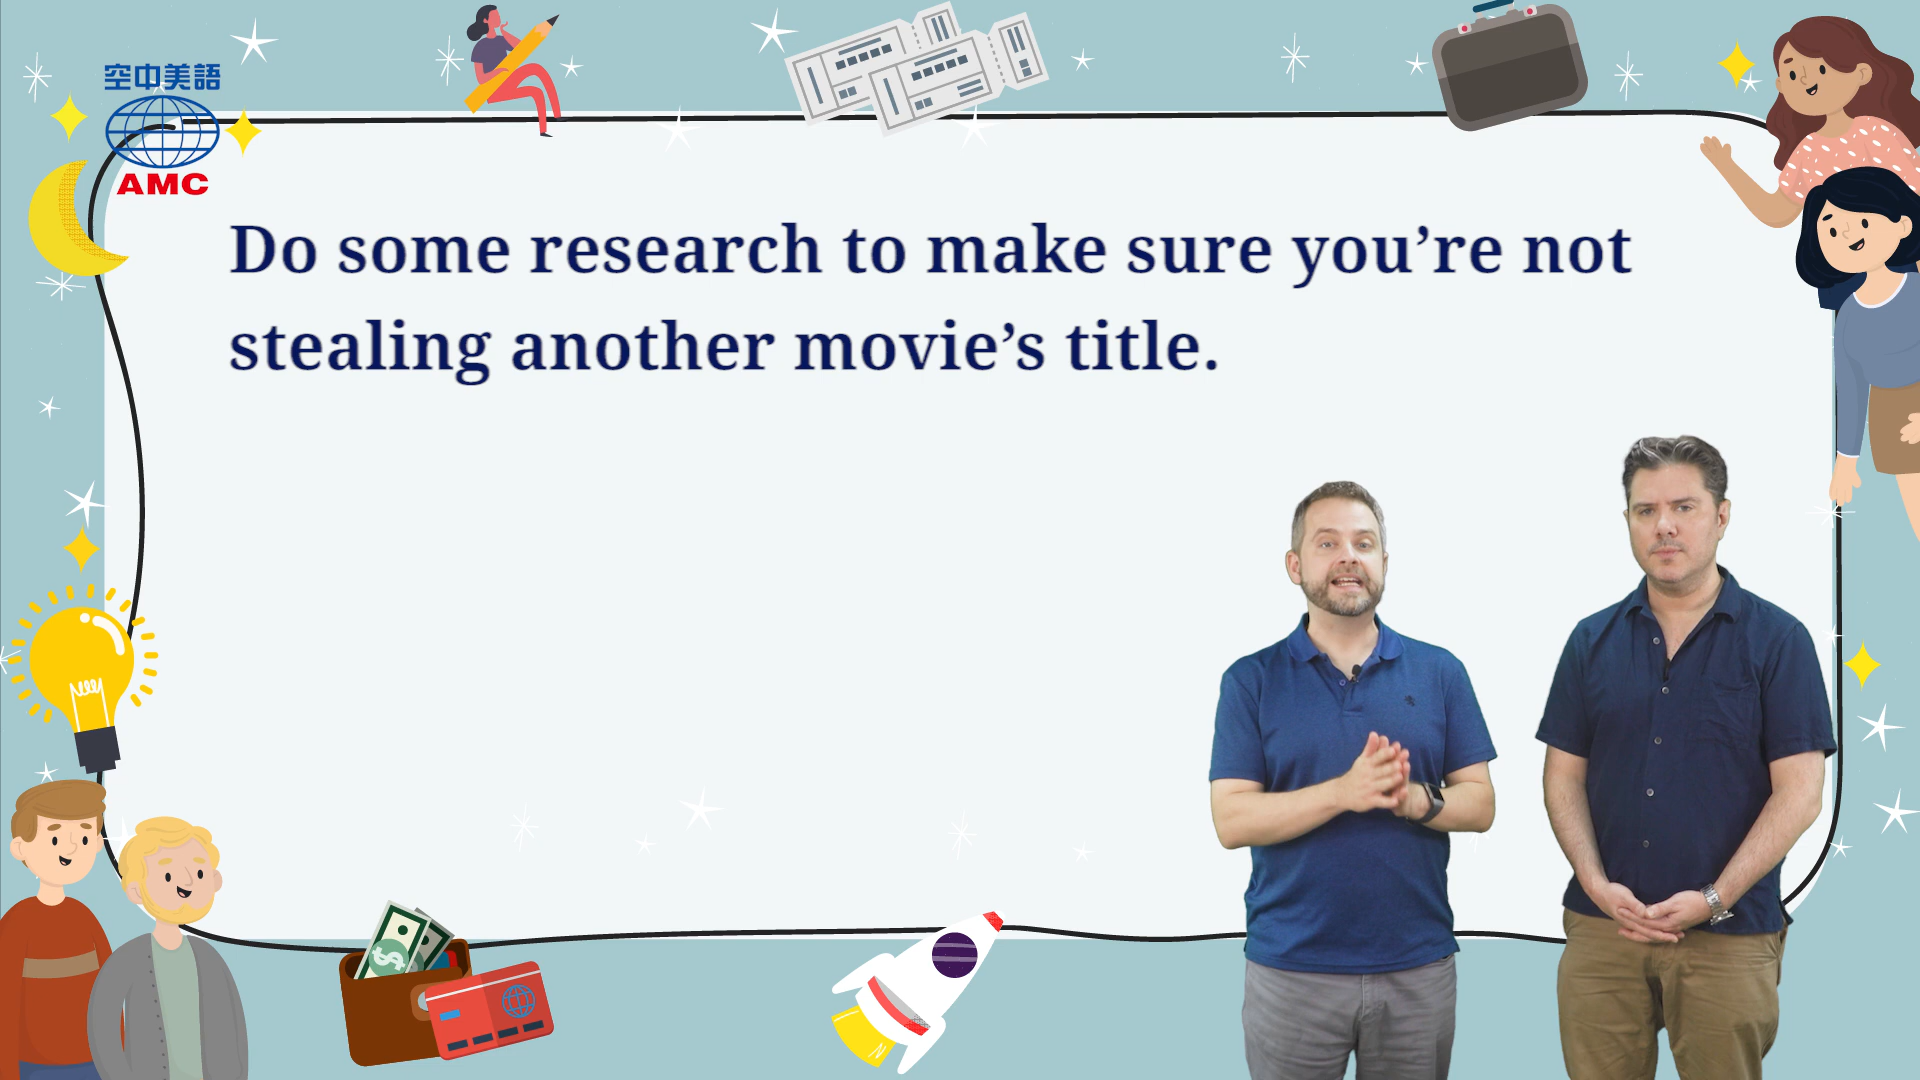 空中美語
AMC
Do some research to make sure you’re not
stealing another movie’s title.